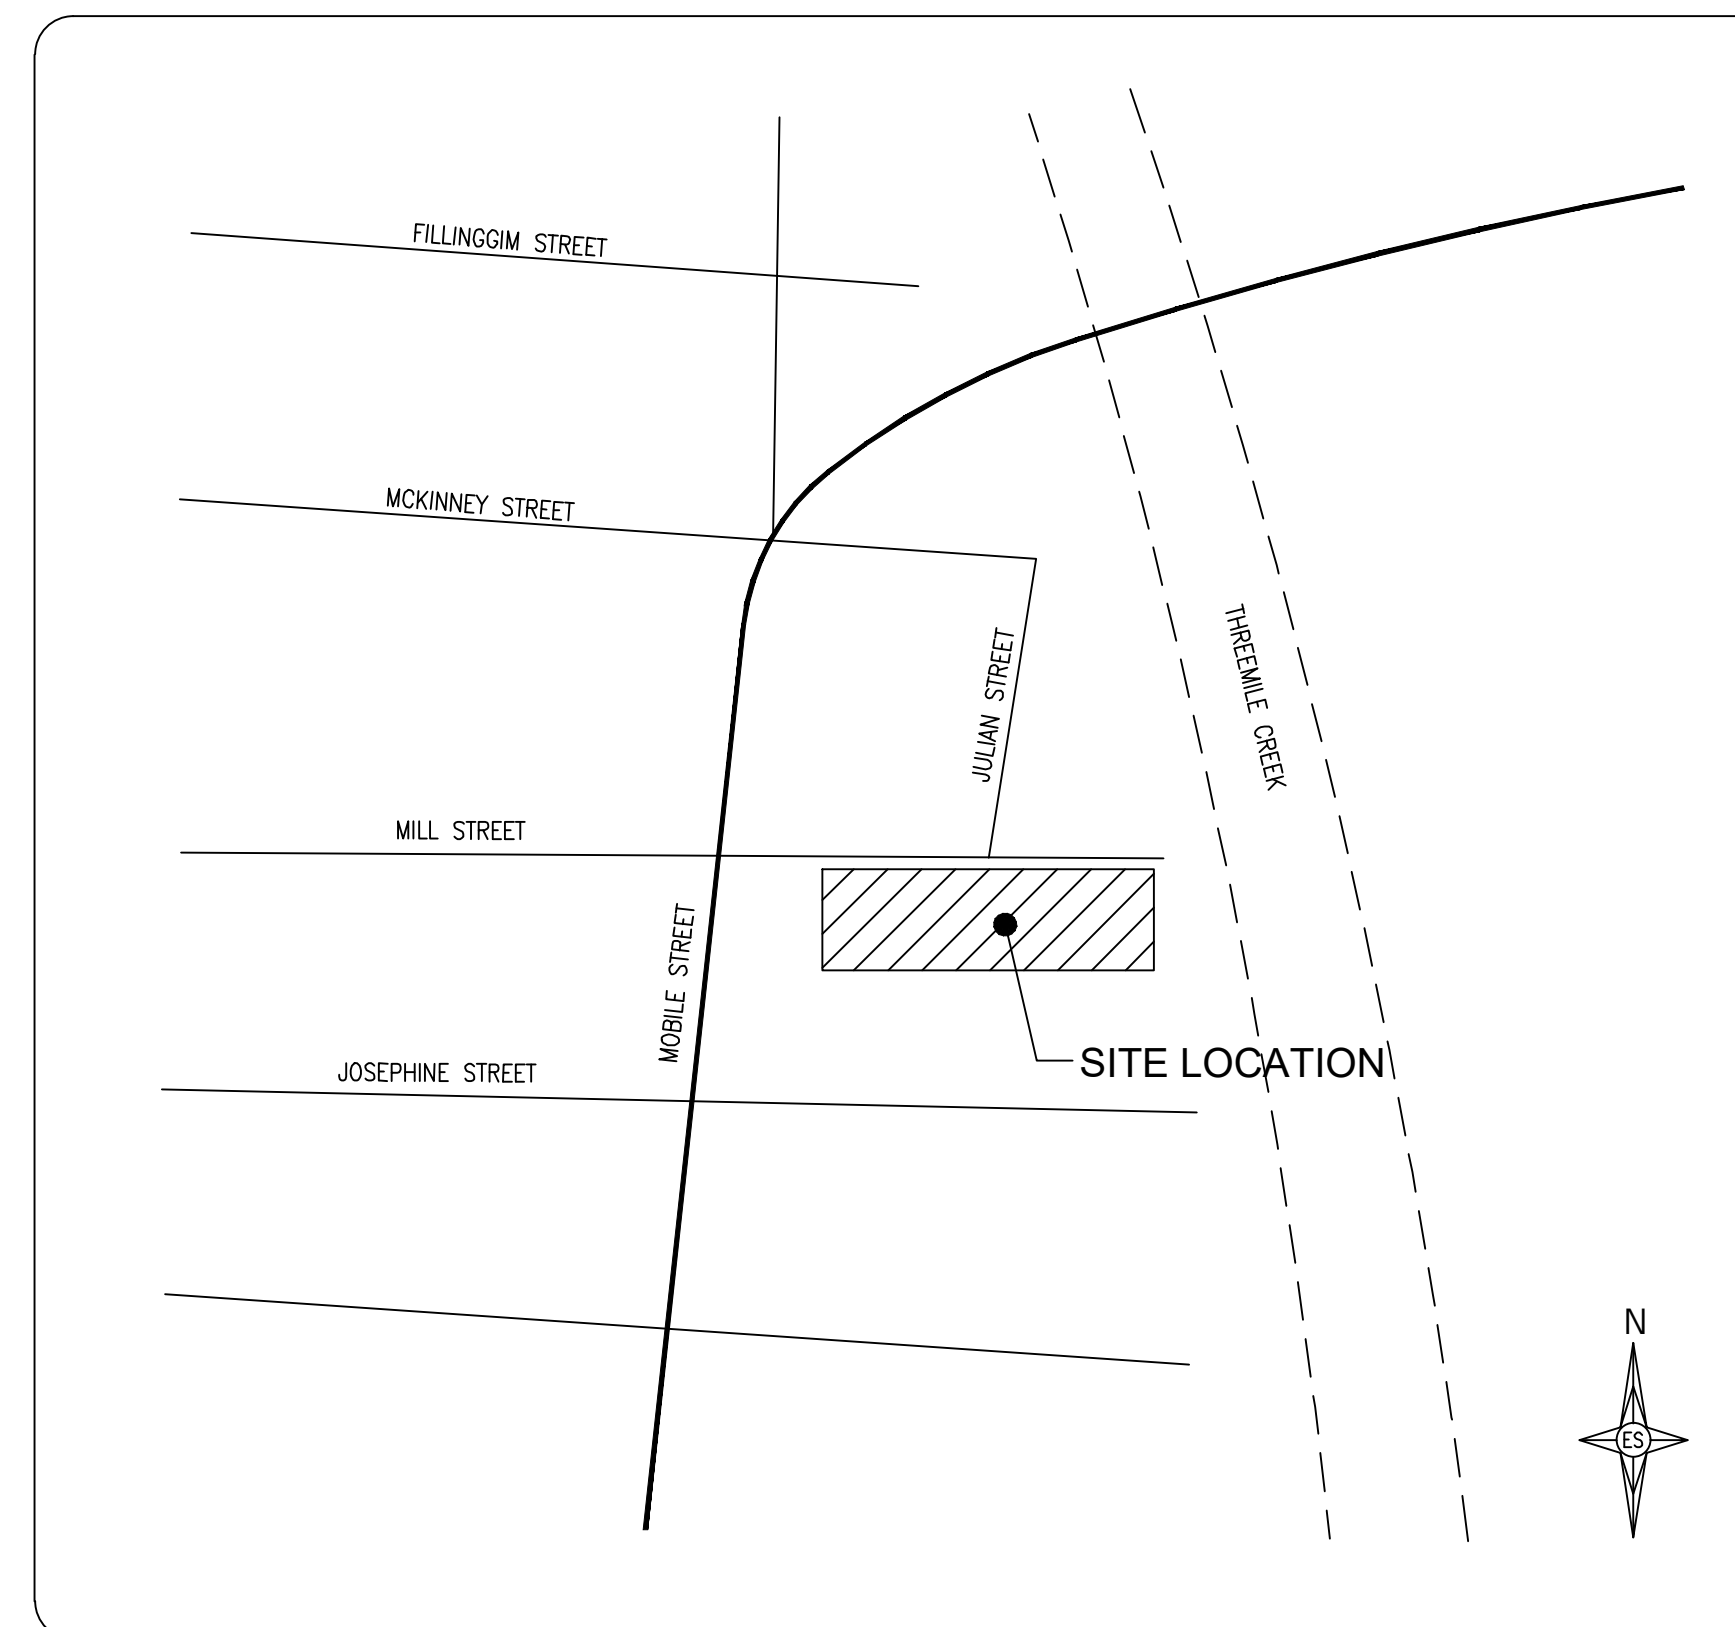 FILLINGGIM STREET
MCKINNEY STREET
THREEMILE CREEK
JULIAN STREET
MILL STREET
MOBILE STREET
SITE LOCATION
JOSEPHINE STREET
N
ES